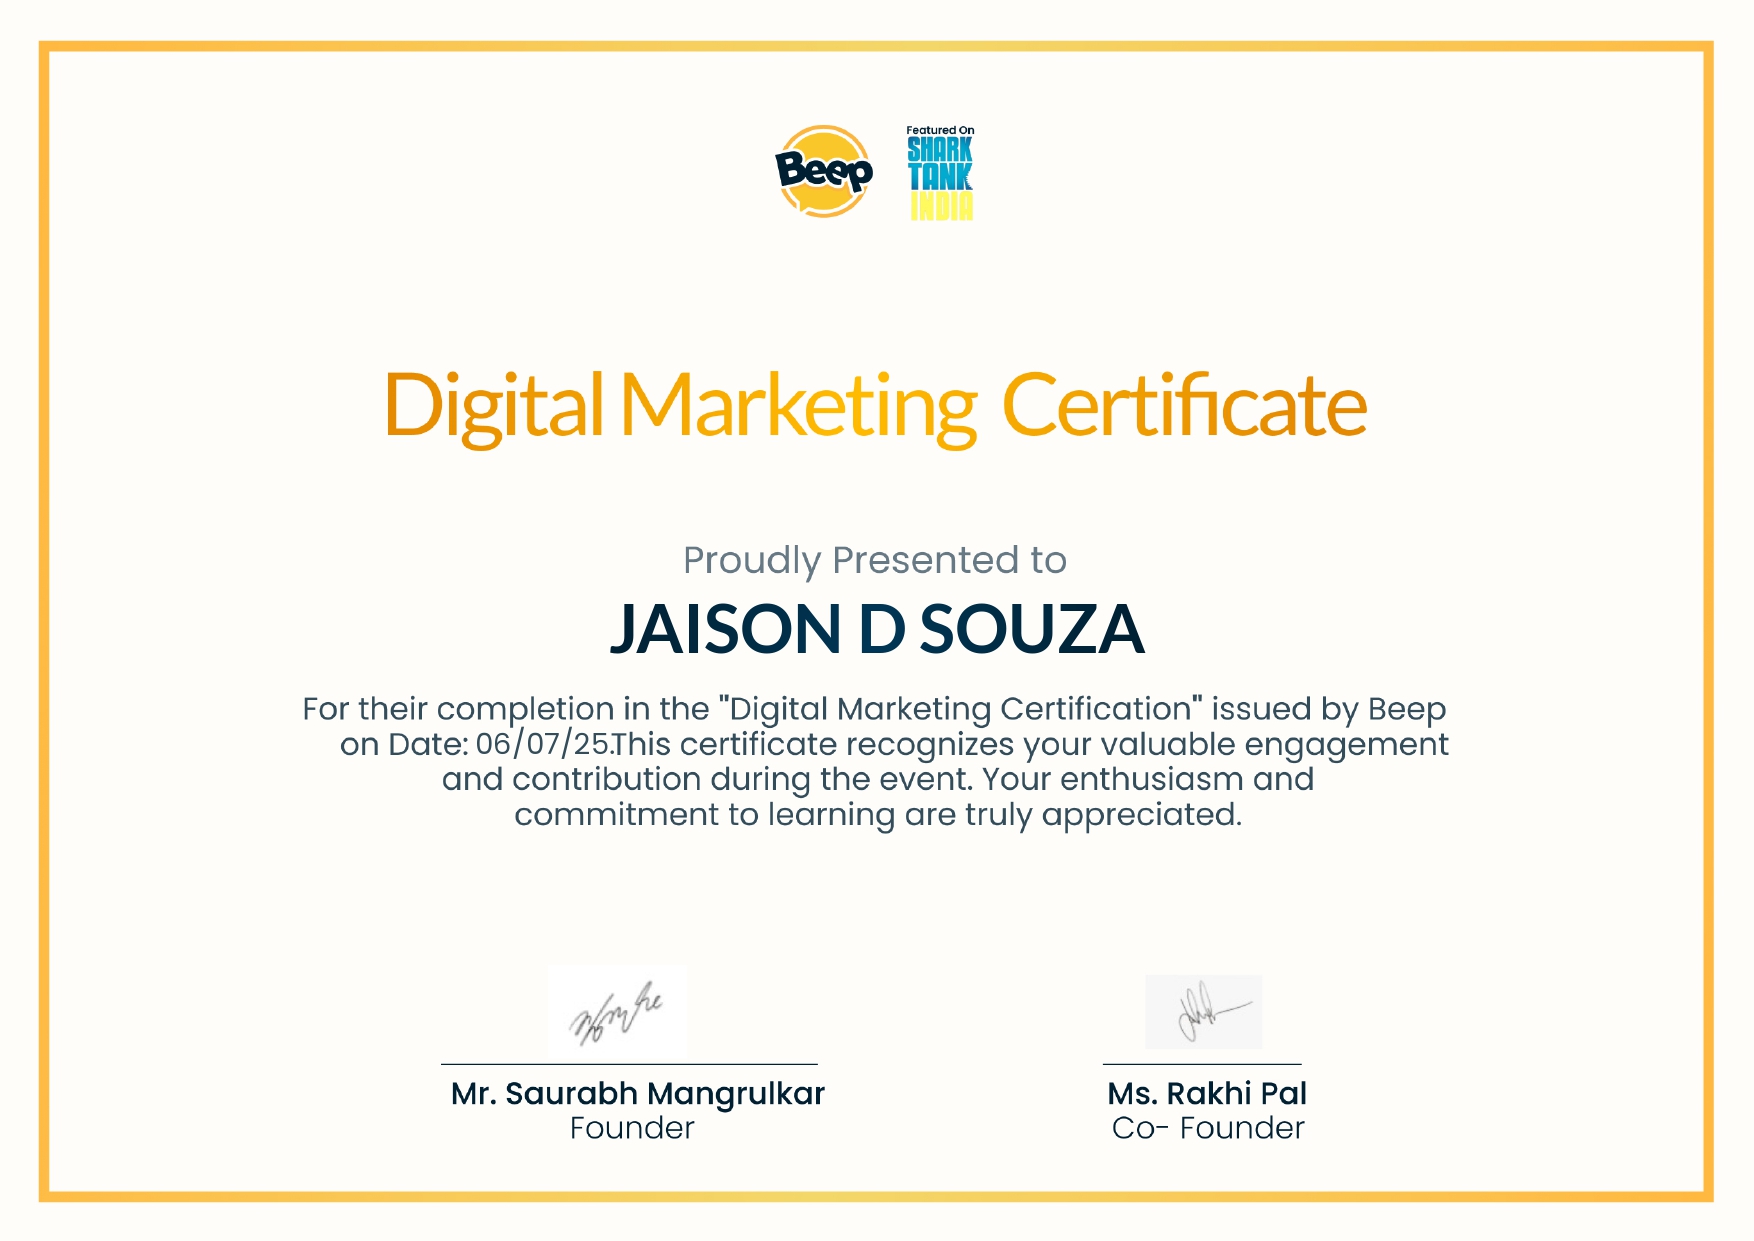 Beep
Featured On
SHARK
TANK
INDIA
Digital Marketing Certificate
Proudly Presented to
JAISON D SOUZA
For their completion in the "Digital Marketing Certification" issued by Beep
on Date: 06/07/25.This certificate recognizes your valuable engagement
and contribution during the event. Your enthusiasm and
commitment to learning are truly appreciated.
Mr. Saurabh Mangrulkar
Founder
Ms. Rakhi Pal
Co- Founder